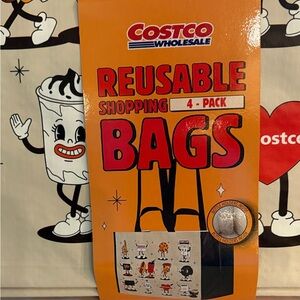 COSTCO
WHOLESALE
REUSABLE
SHOPPING 4 - PACK
BAGS
ostco